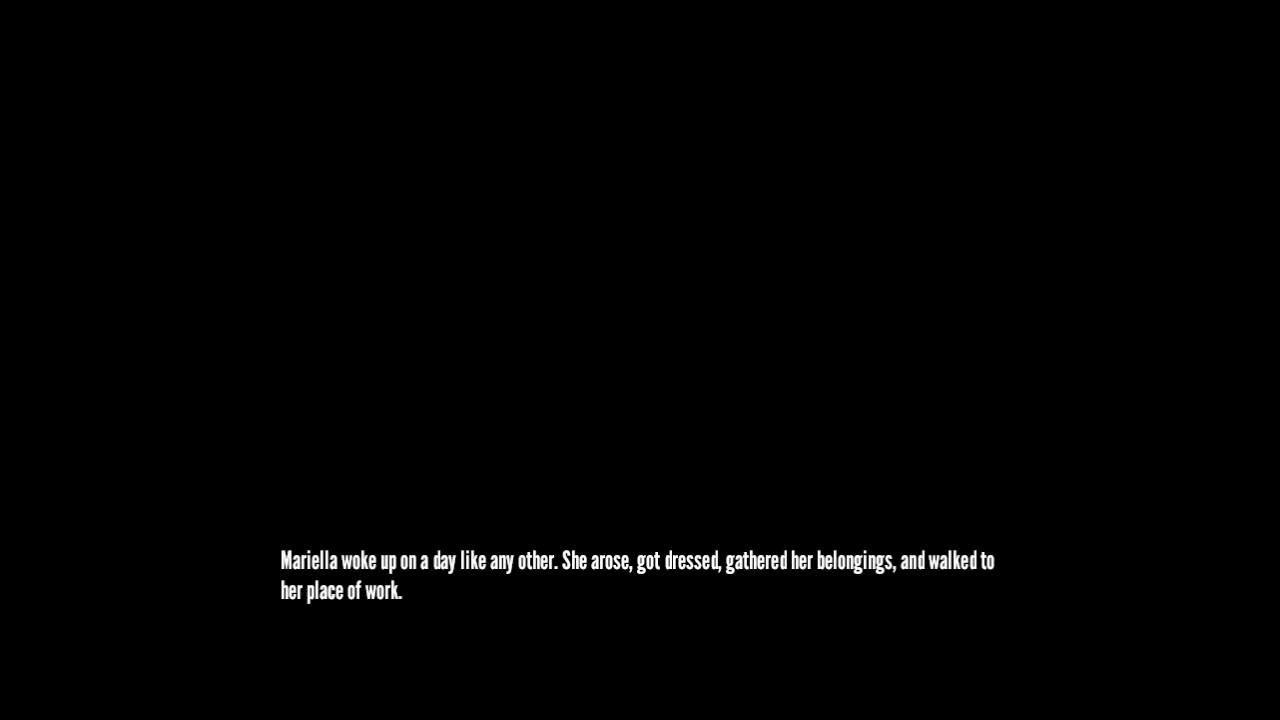 Mariella woke up on a day like any other. She arose, got dressed, gathered her belongings, and walked to
her place of work.